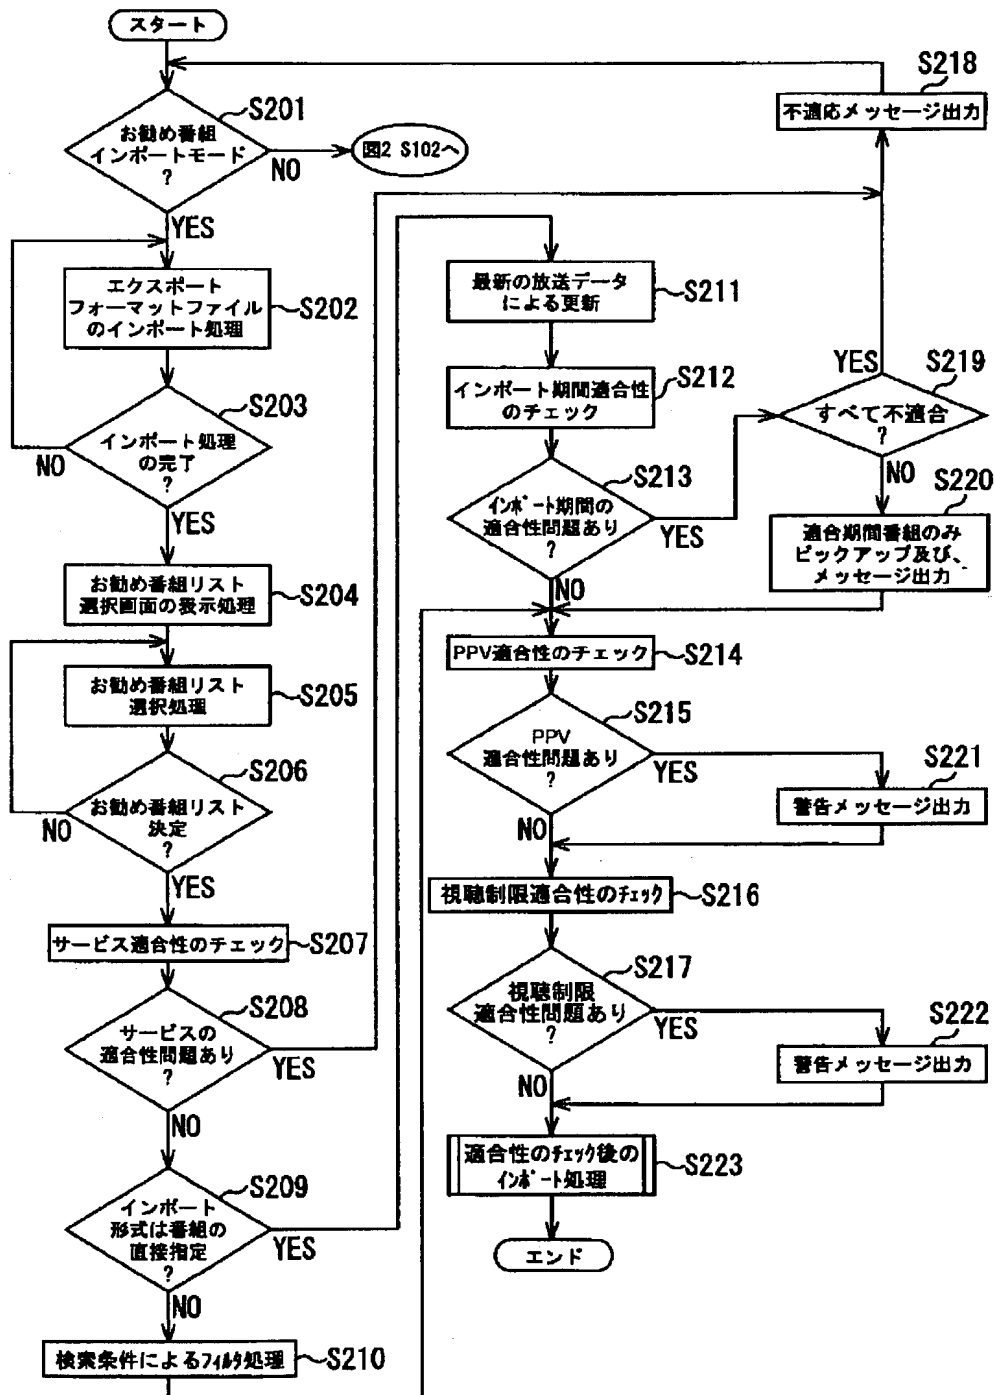 スタート
S201
お勧め番組
インポートモード
?
NO
図2 S102へ
YES
エクスポート
フォーマットファイル
のインポート処理
S202
S203
インポート処理
の完了
?
NO
YES
お勧め番組リスト
選択画面の表示処理
S204
お勧め番組リスト
選択処理
S205
S206
お勧め番組リスト
決定
?
NO
YES
サービス適合性のチェック
S207
S208
サービスの
適合性問題あり
?
YES
NO
S209
インポート
形式は番組の
直接指定
?
YES
NO
検索条件によるフィルタ処理
S210
最新の放送データ
による更新
S211
インポート期間適合性
のチェック
S212
S213
インポート期間の
適合性問題あり
?
YES
NO
PPV適合性のチェック
S214
S215
PPV
適合性問題あり
?
YES
NO
視聴制限適合性のチェック
S216
S217
視聴制限
適合性問題あり
?
YES
NO
適合性のチェック後の
インポート処理
S223
エンド
S218
不適応メッセージ出力
YES
S219
すべて不適合
?
NO
S220
適合期間番組のみ
ピックアップ及び、
メッセージ出力
S221
警告メッセージ出力
S222
警告メッセージ出力